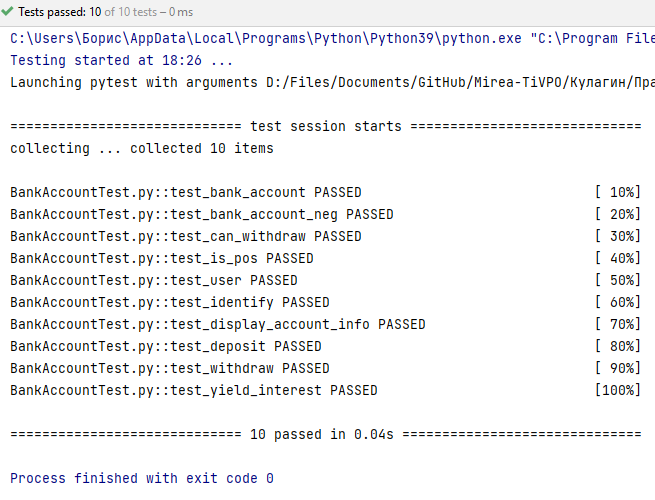 Tests passed: 10 of 10 tests – 0 ms
C:\Users\Борис\AppData\Local\Programs\Python\Python39\python.exe "C:\Program File
Testing started at 18:26 ...
Launching pytest with arguments D:/Files/Documents/GitHub/Mirea-TiVPO/Кулагин/Пра
============================= test session starts =============================
collecting ... collected 10 items
BankAccountTest.py::test_bank_account PASSED [ 10%]
BankAccountTest.py::test_bank_account_neg PASSED [ 20%]
BankAccountTest.py::test_can_withdraw PASSED [ 30%]
BankAccountTest.py::test_is_pos PASSED [ 40%]
BankAccountTest.py::test_user PASSED [ 50%]
BankAccountTest.py::test_identify PASSED [ 60%]
BankAccountTest.py::test_display_account_info PASSED [ 70%]
BankAccountTest.py::test_deposit PASSED [ 80%]
BankAccountTest.py::test_withdraw PASSED [ 90%]
BankAccountTest.py::test_yield_interest PASSED [100%]
============================= 10 passed in 0.04s ==============================
Process finished with exit code 0